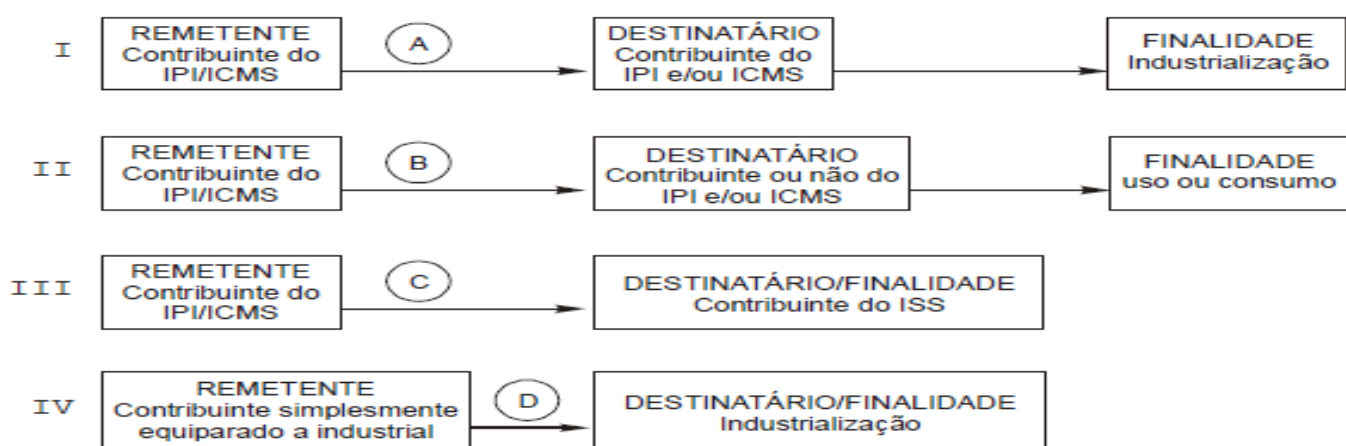 I
REMETENTE
Contribuinte do
IPI/ICMS
A
DESTINATÁRIO
Contribuinte do
IPI e/ou ICMS
FINALIDADE
Industrialização
II
REMETENTE
Contribuinte do
IPI/ICMS
B
DESTINATÁRIO
Contribuinte ou não do
IPI e/ou ICMS
FINALIDADE
uso ou consumo
III
REMETENTE
Contribuinte do
IPI/ICMS
C
DESTINATÁRIO/FINALIDADE
Contribuinte do ISS
IV
REMETENTE
Contribuinte simplesmente
equiparado a industrial
D
DESTINATÁRIO/FINALIDADE
Industrialização